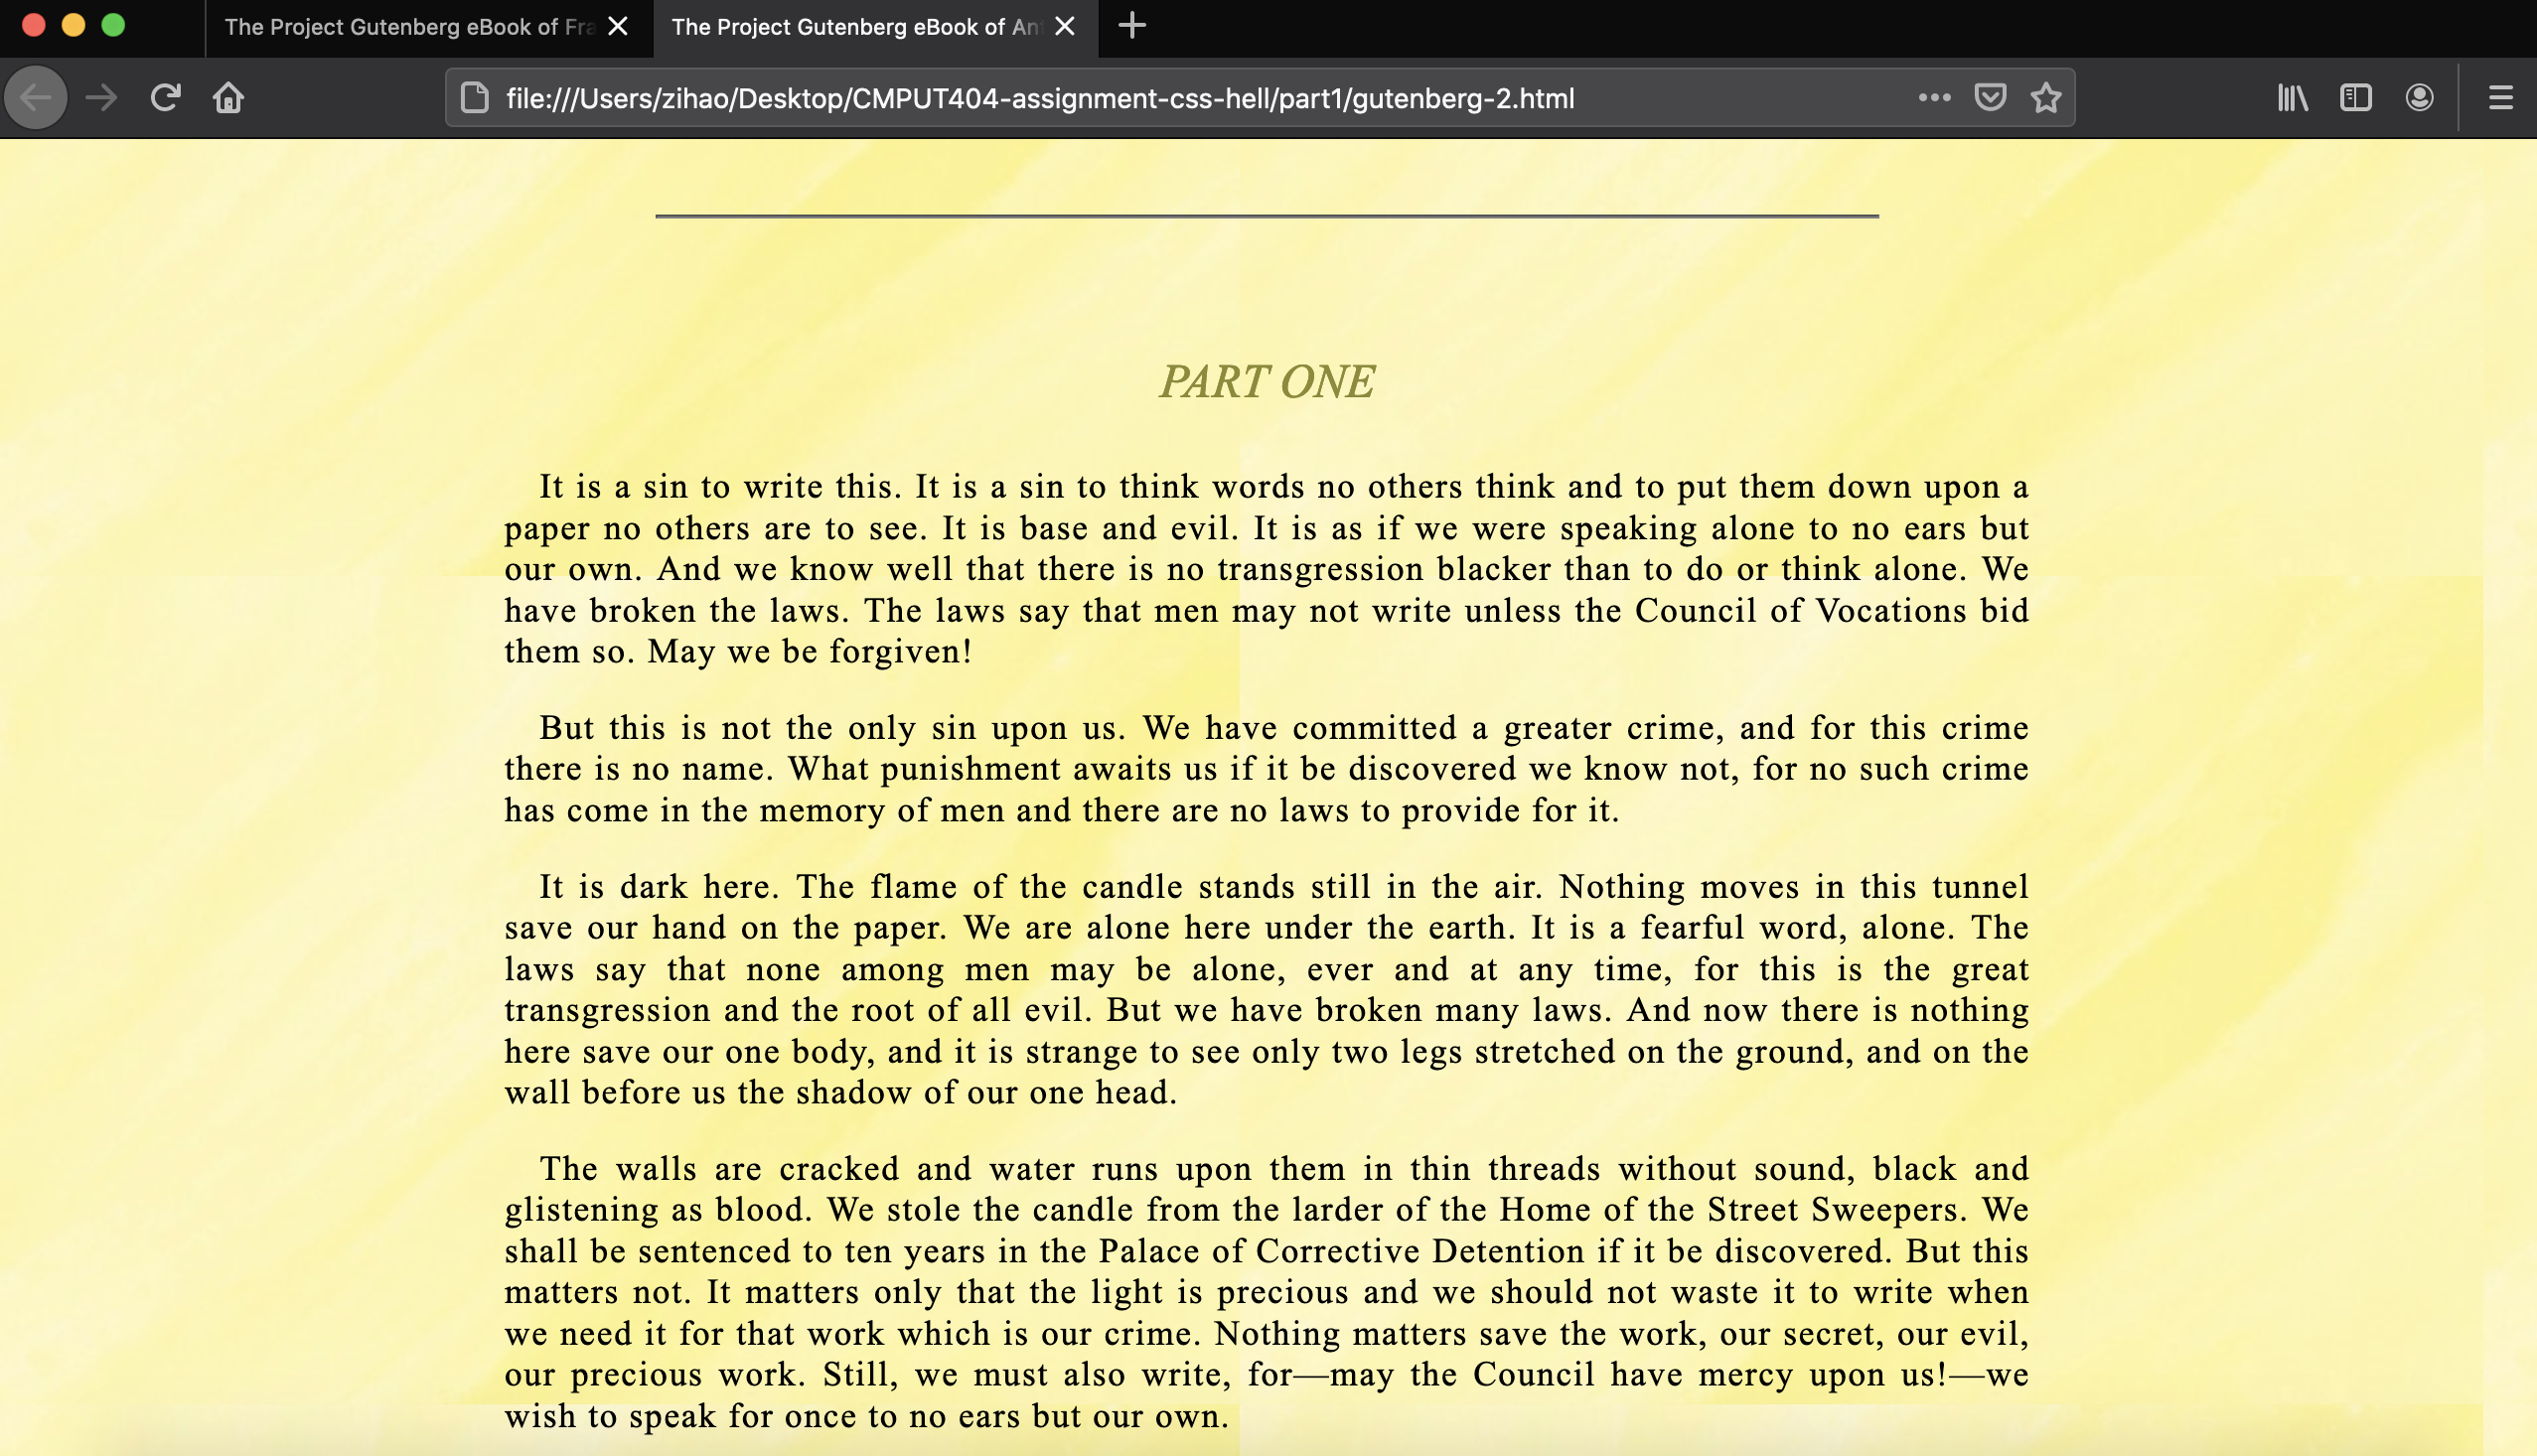 The Project Gutenberg eBook of Fra
The Project Gutenberg eBook of An
file:///Users/zihao/Desktop/CMPUT404-assignment-css-hell/part1/gutenberg-2.html
PART ONE
It is a sin to write this. It is a sin to think words no others think and to put them down upon a
paper no others are to see. It is base and evil. It is as if we were speaking alone to no ears but
our own. And we know well that there is no transgression blacker than to do or think alone. We
have broken the laws. The laws say that men may not write unless the Council of Vocations bid
them so. May we be forgiven!
But this is not the only sin upon us. We have committed a greater crime, and for this crime
there is no name. What punishment awaits us if it be discovered we know not, for no such crime
has come in the memory of men and there are no laws to provide for it.
It is dark here. The flame of the candle stands still in the air. Nothing moves in this tunnel
save our hand on the paper. We are alone here under the earth. It is a fearful word, alone. The
laws say that none among men may be alone, ever and at any time, for this is the great
transgression and the root of all evil. But we have broken many laws. And now there is nothing
here save our one body, and it is strange to see only two legs stretched on the ground, and on the
wall before us the shadow of our one head.
The walls are cracked and water runs upon them in thin threads without sound, black and
glistening as blood. We stole the candle from the larder of the Home of the Street Sweepers. We
shall be sentenced to ten years in the Palace of Corrective Detention if it be discovered. But this
matters not. It matters only that the light is precious and we should not waste it to write when
we need it for that work which is our crime. Nothing matters save the work, our secret, our evil,
our precious work. Still, we must also write, for—may the Council have mercy upon us!—we
wish to speak for once to no ears but our own.